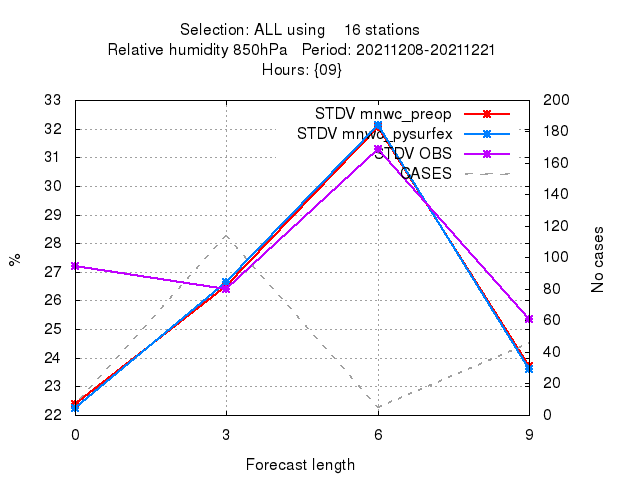 Selection: ALL using    16 stations
Relative humidity 850hPa   Period: 20211208-20211221
Hours: {09}
STDV mnwc_preop
STDV mnwc_pysurfex
STDV OBS
CASES
33
32
31
30
29
28
27
26
25
24
23
22
200
180
160
140
120
100
80
60
40
20
0
%
No cases
0 3 6 9
Forecast length